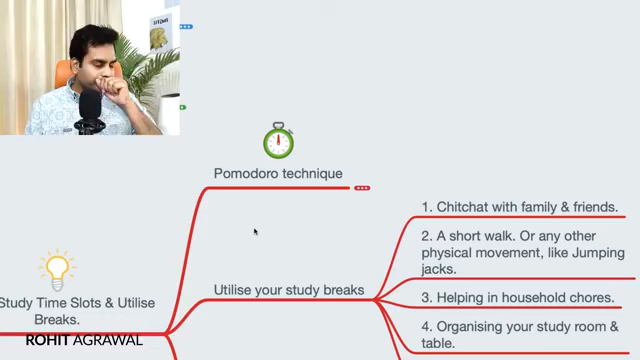 Pomodoro technique
1. Chitchat with family & friends.
2. A short walk. Or any other
physical movement, like Jumping
jacks.
Utilise your study breaks
3. Helping in household chores.
Study Time Slots & Utilise
Breaks.
4. Organising your study room &
table.
ROHIT AGRAWAL